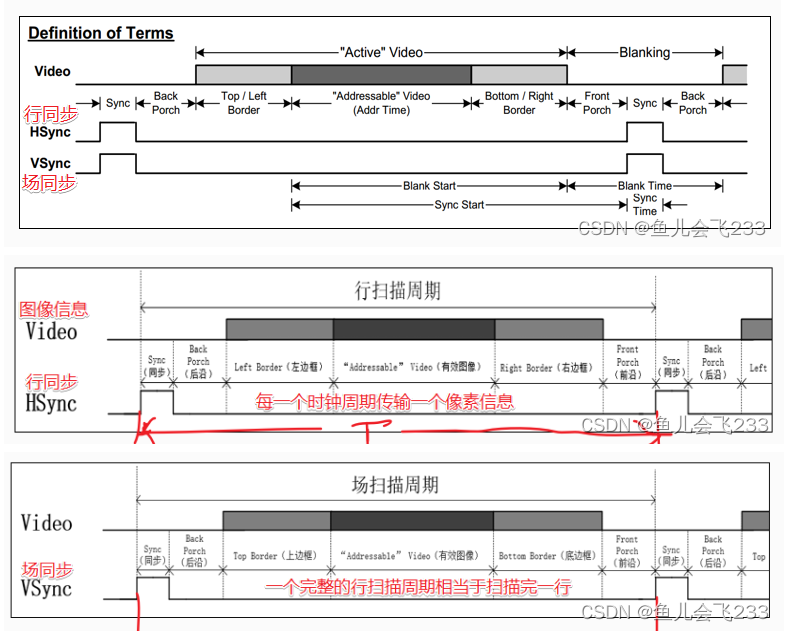 Definition of Terms
"Active" Video
Blanking
Video
Sync
Back Porch
Top / Left Border
"Addressable" Video (Addr Time)
Bottom / Right Border
Front Porch
Sync
Back Porch
行同步
HSync
VSync
场同步
Blank Start
Blank Time
Sync Start
Sync Time
CSDN @鱼儿会飞233
行扫描周期
图像信息
Video
Sync (同步)
Back Porch (后沿)
Left Border (左边框)
“Addressable” Video (有效图像)
Right Border (右边框)
Front Porch (前沿)
Sync (同步)
Back Porch (后沿)
Left
行同步
HSync
每一个时钟周期传输一个像素信息
T
CSDN @鱼儿会飞233
场扫描周期
Video
Sync (同步)
Back Porch (后沿)
Top Border (上边框)
“Addressable” Video (有效图像)
Bottom Border (底边框)
Front Porch (前沿)
Sync (同步)
Back Porch (后沿)
Top
场同步
VSync
一个完整的行扫描周期相当于扫描完一行
CSDN @鱼儿会飞233